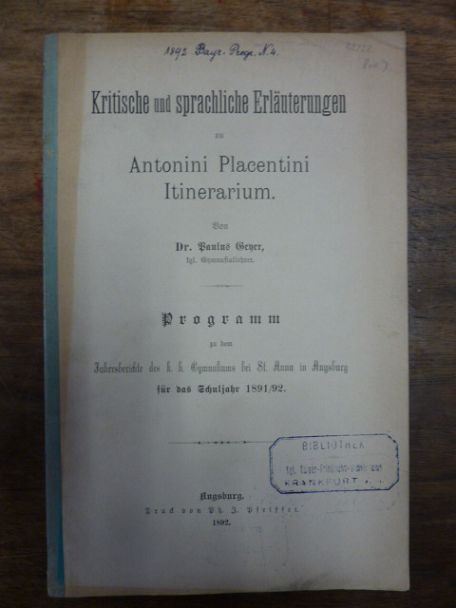 1892 Bayr. Progr. N. 4.
Kritische und sprachliche Erläuterungen
zu
Antonini Placentini
Itinerarium.
Von
Dr. Paulus Geyer,
kgl. Gymnasiallehrer.
Programm
zu dem
Jahresberichte des k. h. Gymnasiums bei St. Anna in Augsburg
für das Schuljahr 1891/92.
BIBLIOTHEK
FRANKFURT
Augsburg.
Druck von Ph. J. Pfeiffer.
1892.